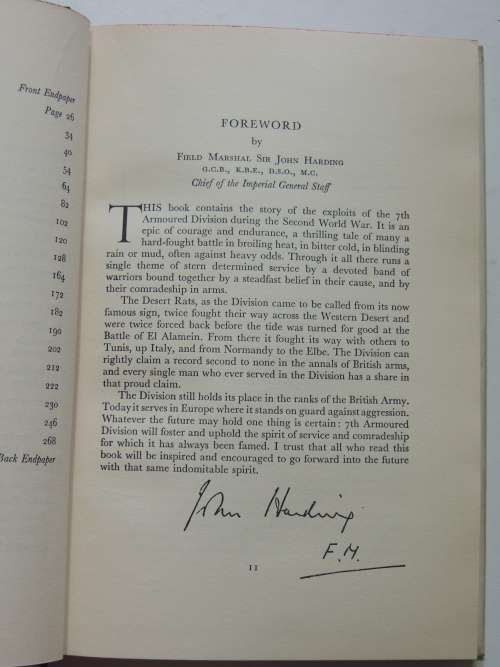 Front Endpaper
Page 26
34
40
54
64
82
102
120
128
164
172
182
190
202
212
222
230
246
268
Back Endpaper
FOREWORD
by
FIELD MARSHAL SIR JOHN HARDING
G.C.B., K.B.E., D.S.O., M.C.
Chief of the Imperial General Staff
THIS book contains the story of the exploits of the 7th
Armoured Division during the Second World War. It is an
epic of courage and endurance, a thrilling tale of many a
hard-fought battle in broiling heat, in bitter cold, in blinding
rain or mud, often against heavy odds. Through it all there runs a
single theme of stern determined service by a devoted band of
warriors bound together by a steadfast belief in their cause, and by
their comradeship in arms.
The Desert Rats, as the Division came to be called from its now
famous sign, twice fought their way across the Western Desert and
were twice forced back before the tide was turned for good at the
Battle of El Alamein. From there it fought its way with others to
Tunis, up Italy, and from Normandy to the Elbe. The Division can
rightly claim a record second to none in the annals of British arms,
and every single man who ever served in the Division has a share in
that proud claim.
The Division still holds its place in the ranks of the British Army.
Today it serves in Europe where it stands on guard against aggression.
Whatever the future may hold one thing is certain: 7th Armoured
Division will foster and uphold the spirit of service and comradeship
for which it has always been famed. I trust that all who read this
book will be inspired and encouraged to go forward into the future
with that same indomitable spirit.
John Harding
F.M.
11